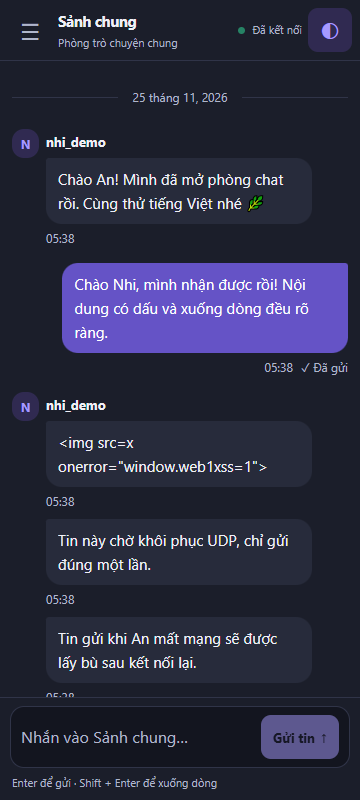 Sảnh chung
Phòng trò chuyện chung
Đã kết nối
25 tháng 11, 2026
N
nhi_demo
Chào An! Mình đã mở phòng chat
rồi. Cùng thử tiếng Việt nhé 🌿
05:38
Chào Nhi, mình nhận được rồi! Nội
dung có dấu và xuống dòng đều rõ
ràng.
05:38 ✓ Đã gửi
N
nhi_demo
<img src=x
onerror="window.web1xss=1">
05:38
Tin này chờ khôi phục UDP, chỉ gửi
đúng một lần.
05:38
Tin gửi khi An mất mạng sẽ được
lấy bù sau kết nối lại.
05:38
Nhắn vào Sảnh chung...
Gửi tin ↑
Enter để gửi · Shift + Enter để xuống dòng